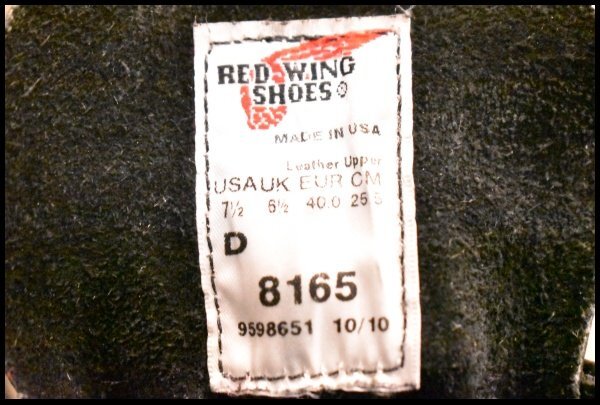 RED WING
SHOES®
MADE IN USA
Leather Upper
USA UK EUR CM
7½ 6½ 40.0 25.5
D
8165
9598651 10/10